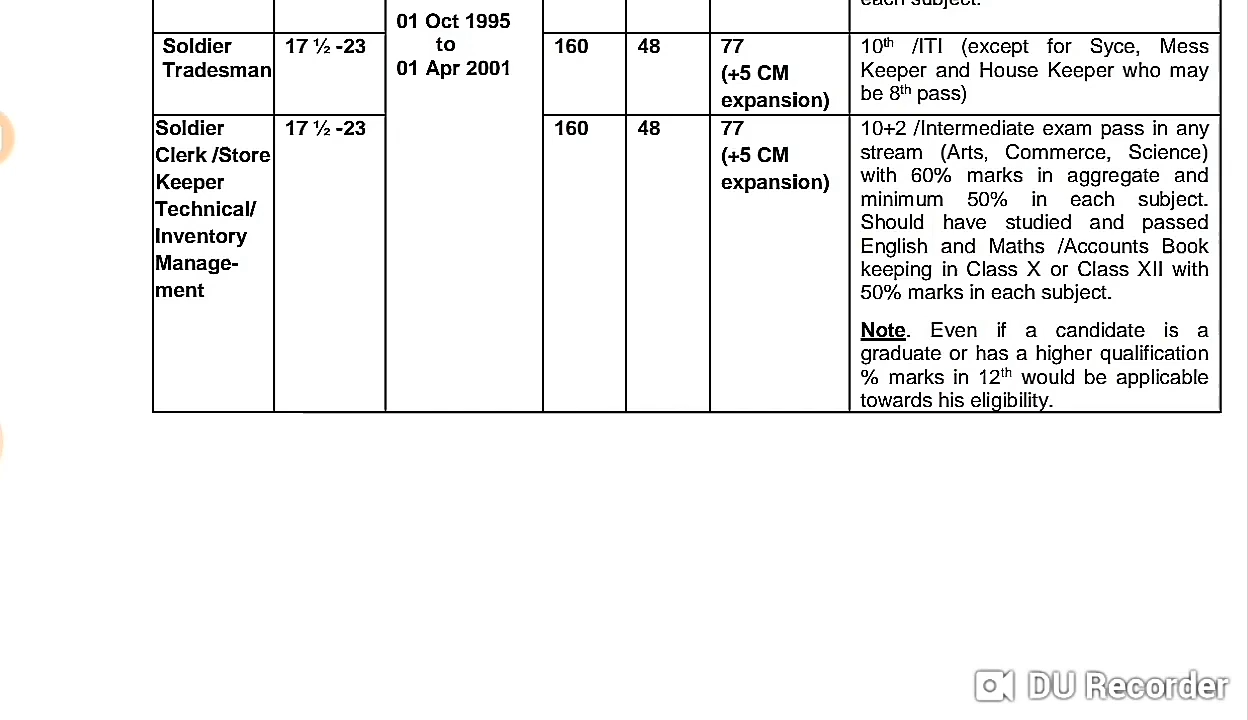 each subject.
01 Oct 1995
to
01 Apr 2001
Soldier
Tradesman
17 ½ -23
160
48
77
(+5 CM
expansion)
10th /ITI (except for Syce, Mess
Keeper and House Keeper who may
be 8th pass)
Soldier
Clerk /Store
Keeper
Technical/
Inventory
Manage-
ment
17 ½ -23
160
48
77
(+5 CM
expansion)
10+2 /Intermediate exam pass in any
stream (Arts, Commerce, Science)
with 60% marks in aggregate and
minimum 50% in each subject.
Should have studied and passed
English and Maths /Accounts Book
keeping in Class X or Class XII with
50% marks in each subject.
Note. Even if a candidate is a
graduate or has a higher qualification
% marks in 12th would be applicable
towards his eligibility.
DU Recorder